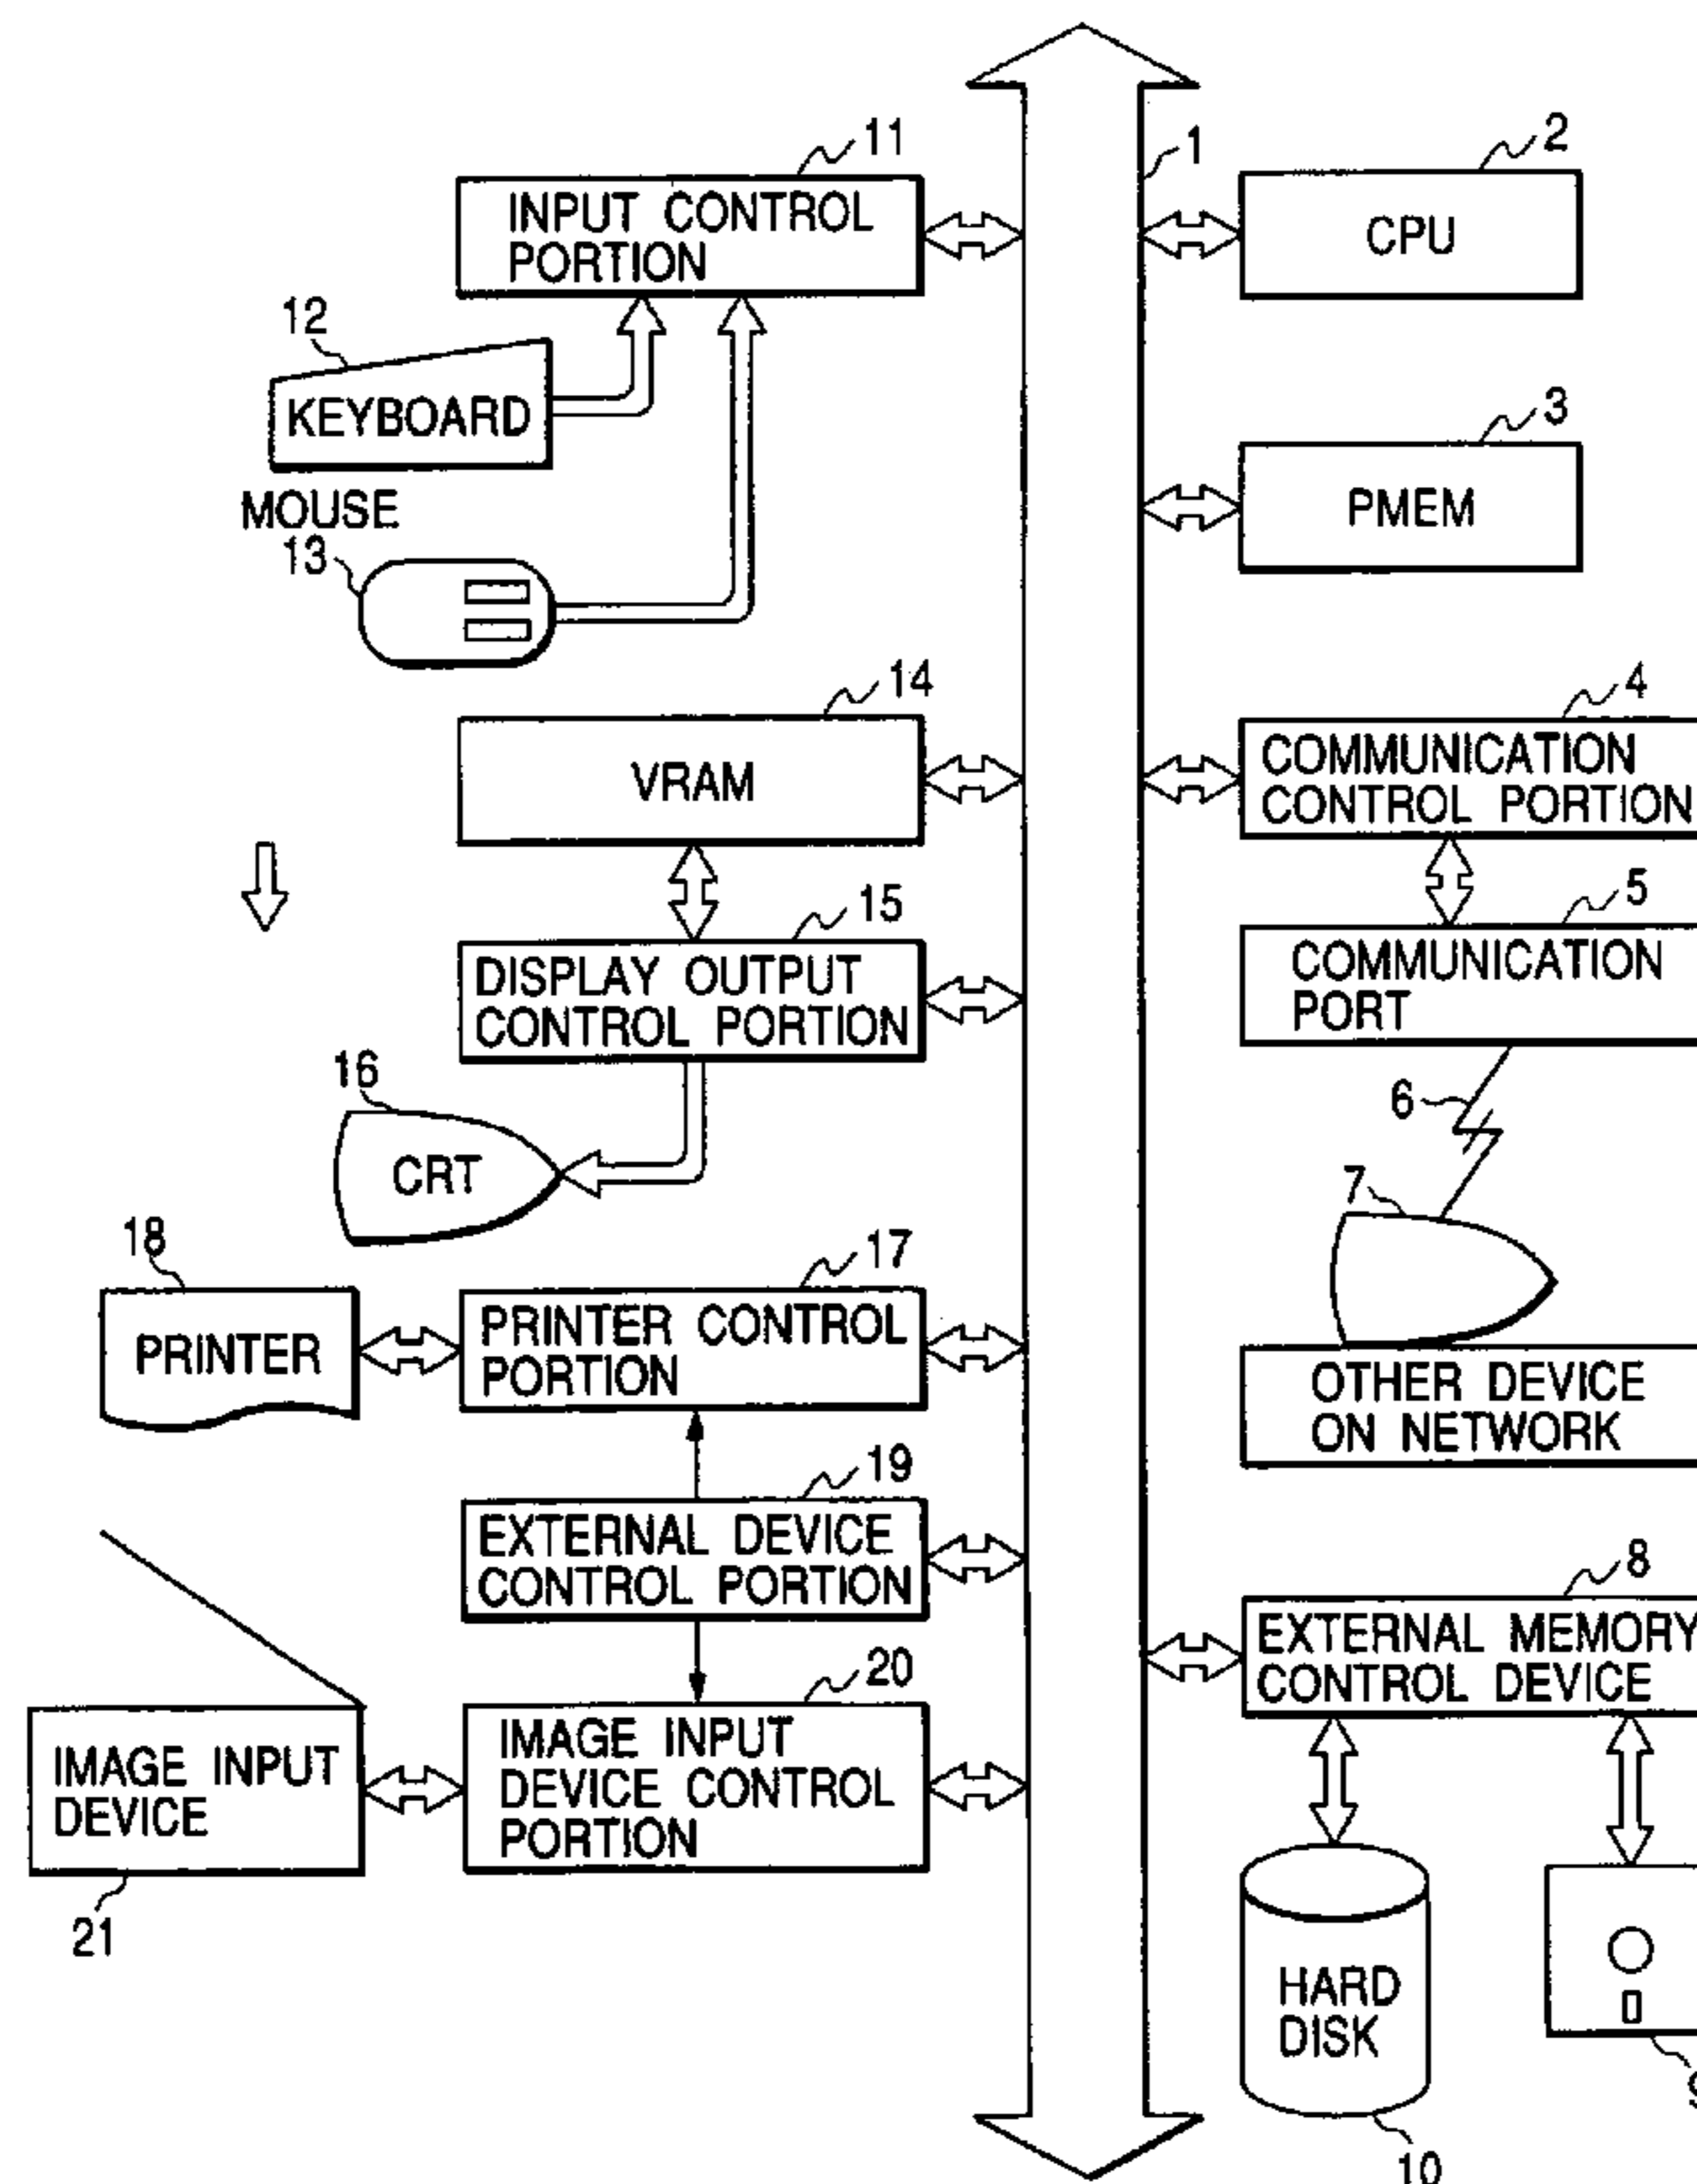 1
2
CPU
3
PMEM
4
COMMUNICATION
CONTROL PORTION
5
COMMUNICATION
PORT
6
7
OTHER DEVICE
ON NETWORK
8
EXTERNAL MEMORY
CONTROL DEVICE
HARD
DISK
10
11
INPUT CONTROL
PORTION
12
KEYBOARD
MOUSE
13
14
VRAM
15
DISPLAY OUTPUT
CONTROL PORTION
16
CRT
17
PRINTER CONTROL
PORTION
18
PRINTER
19
EXTERNAL DEVICE
CONTROL PORTION
20
IMAGE INPUT
DEVICE CONTROL
PORTION
IMAGE INPUT
DEVICE
21